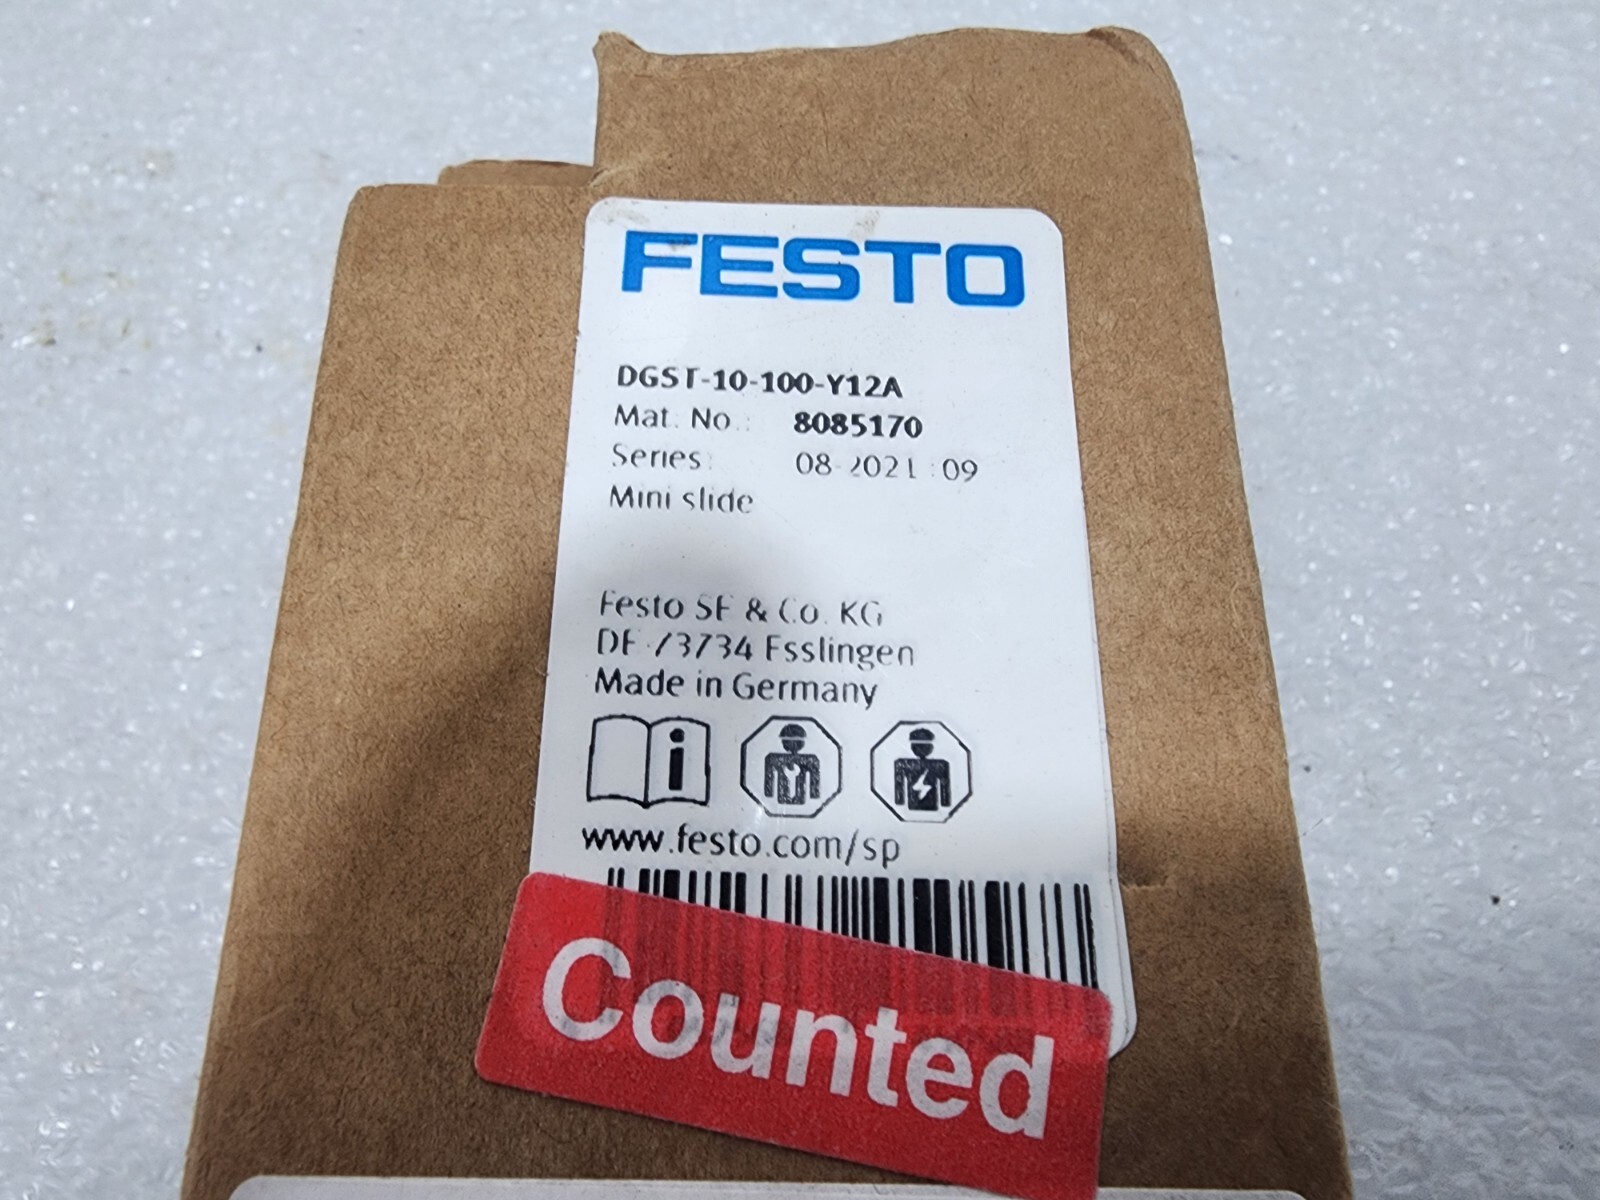 FESTO
DGST-10-100-Y12A
Mat. No.: 8085170
Series: 08-2021:09
Mini slide
Festo SE & Co. KG
DE-73734 Esslingen
Made in Germany
i
www.festo.com/sp
Counted